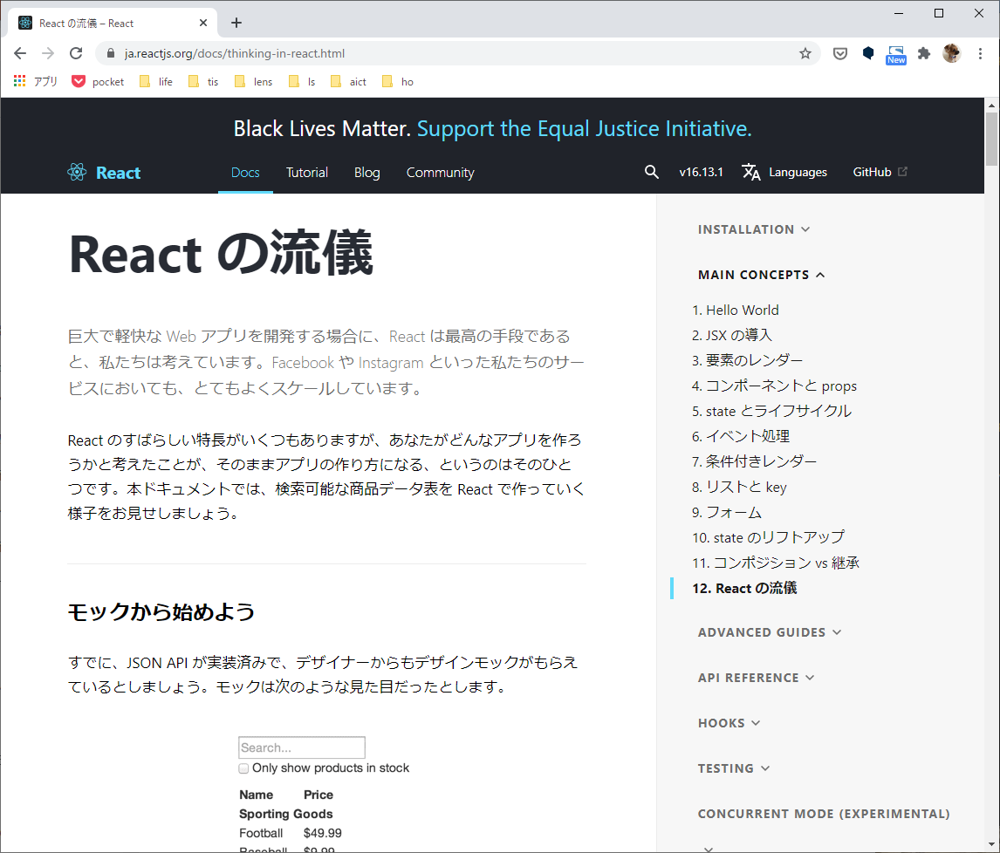 React の流儀 – React
ja.reactjs.org/docs/thinking-in-react.html
New
アプリ pocket life tis lens ls aict ho
Black Lives Matter. Support the Equal Justice Initiative.
React Docs Tutorial Blog Community v16.13.1 Languages GitHub
React の流儀
巨大で軽快な Web アプリを開発する場合に、React は最高の手段である
と、私たちは考えています。Facebook や Instagram といった私たちのサー
ビスにおいても、とてもよくスケールしています。
React のすばらしい特長がいくつもありますが、あなたがどんなアプリを作ろ
うかと考えたことが、そのままアプリの作り方になる、というのはそのひと
つです。本ドキュメントでは、検索可能な商品データ表を React で作っていく
様子をお見せしましょう。
モックから始めよう
すでに、JSON API が実装済みで、デザイナーからもデザインモックがもらえ
ているとしましょう。モックは次のような見た目だったとします。
Search...
Only show products in stock
Name Price
Sporting Goods
Football $49.99
Baseball $9.99
INSTALLATION
MAIN CONCEPTS
1. Hello World
2. JSX の導入
3. 要素のレンダー
4. コンポーネントと props
5. state とライフサイクル
6. イベント処理
7. 条件付きレンダー
8. リストと key
9. フォーム
10. state のリフトアップ
11. コンポジション vs 継承
12. React の流儀
ADVANCED GUIDES
API REFERENCE
HOOKS
TESTING
CONCURRENT MODE (EXPERIMENTAL)